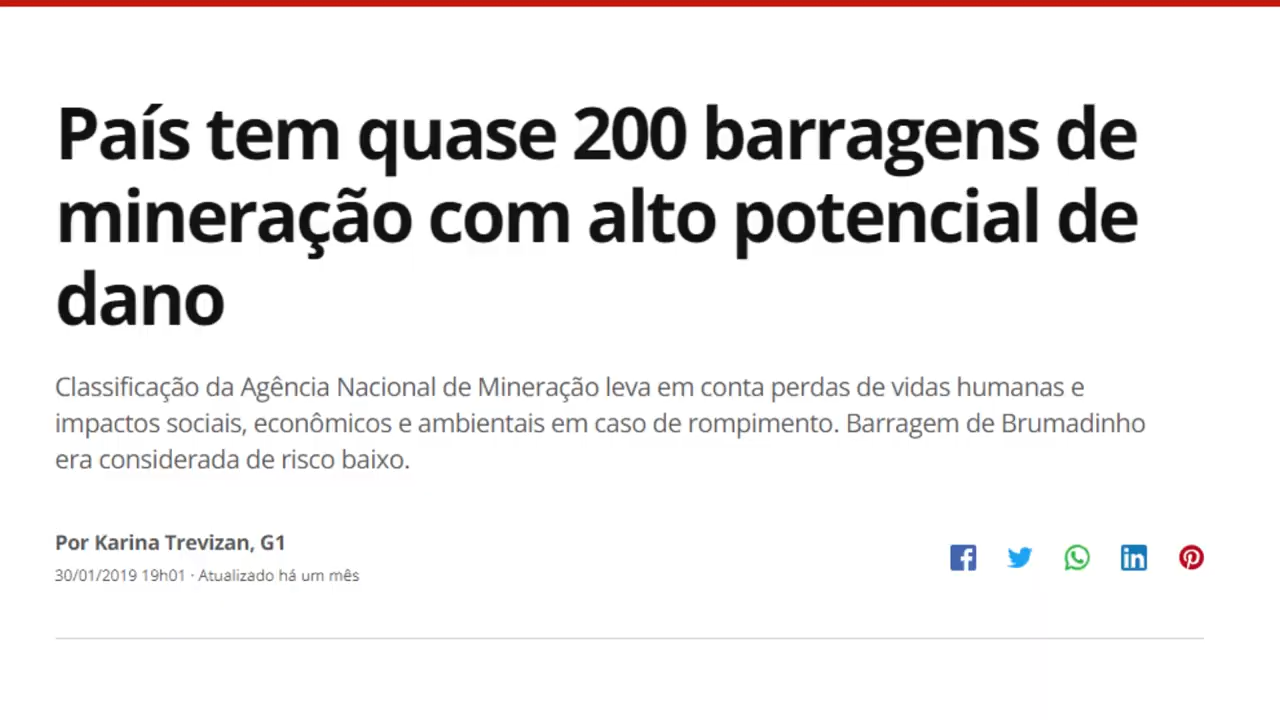 País tem quase 200 barragens de
mineração com alto potencial de
dano
Classificação da Agência Nacional de Mineração leva em conta perdas de vidas humanas e
impactos sociais, econômicos e ambientais em caso de rompimento. Barragem de Brumadinho
era considerada de risco baixo.
Por Karina Trevizan, G1
30/01/2019 19h01 · Atualizado há um mês